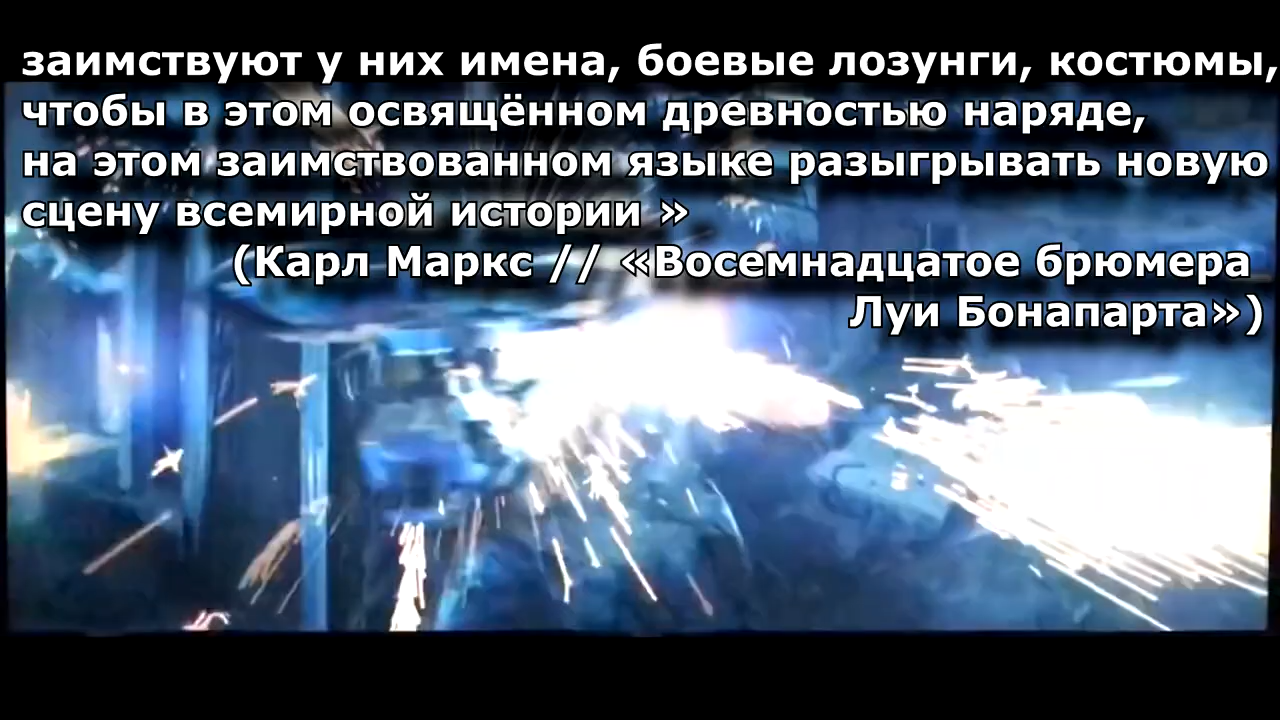 заимствуют у них имена, боевые лозунги, костюмы,
чтобы в этом освящённом древностью наряде,
на этом заимствованном языке разыгрывать новую
сцену всемирной истории »
(Карл Маркс // «Восемнадцатое брюмера
Луи Бонапарта»)